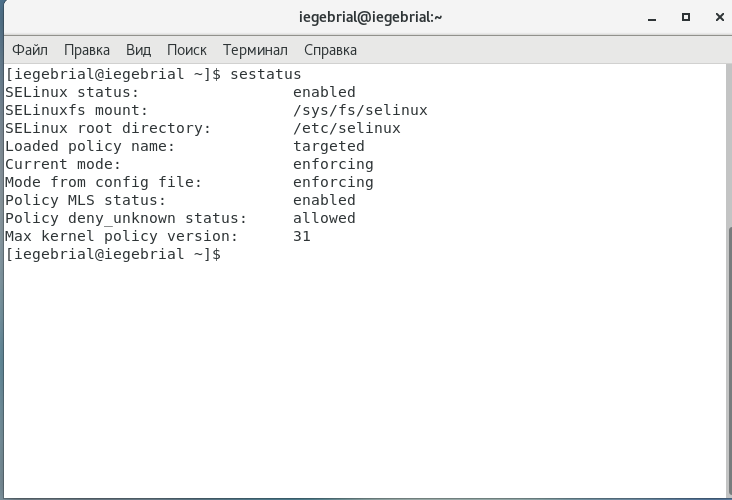 iegebrial@iegebrial:~
Файл Правка Вид Поиск Терминал Справка
[iegebrial@iegebrial ~]$ sestatus
SELinux status:                 enabled
SELinuxfs mount:                /sys/fs/selinux
SELinux root directory:         /etc/selinux
Loaded policy name:             targeted
Current mode:                   enforcing
Mode from config file:          enforcing
Policy MLS status:              enabled
Policy deny_unknown status:     allowed
Max kernel policy version:      31
[iegebrial@iegebrial ~]$